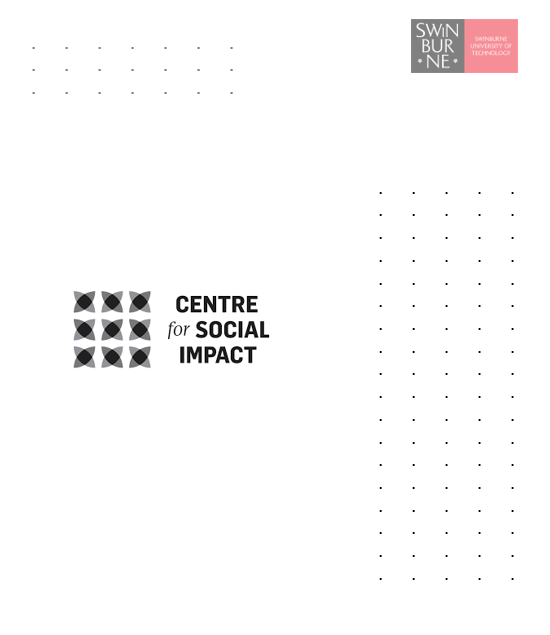 SWIN
BUR
NE
SWINBURNE
UNIVERSITY OF
TECHNOLOGY
CENTRE
for SOCIAL
IMPACT